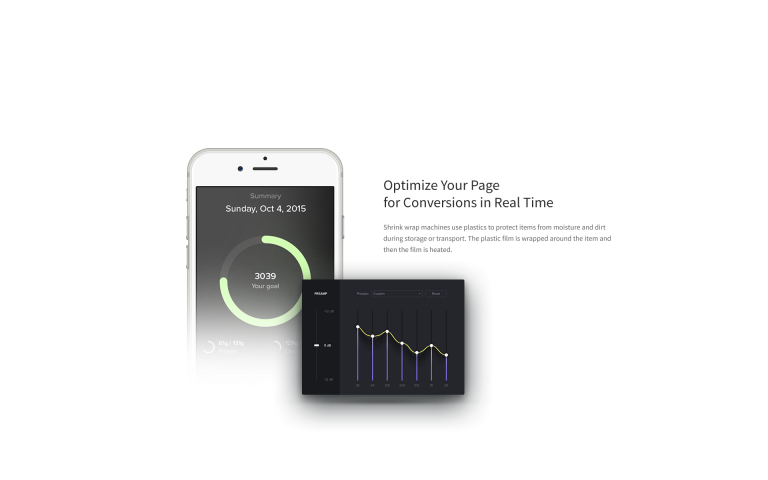 Summary
Sunday, Oct 4, 2015
3039
Your goal
Optimize Your Page
for Conversions in Real Time
Shrink wrap machines use plastics to protect items from moisture and dirt
during storage or transport. The plastic film is wrapped around the item and
then the film is heated.
PREAMP
0 dB